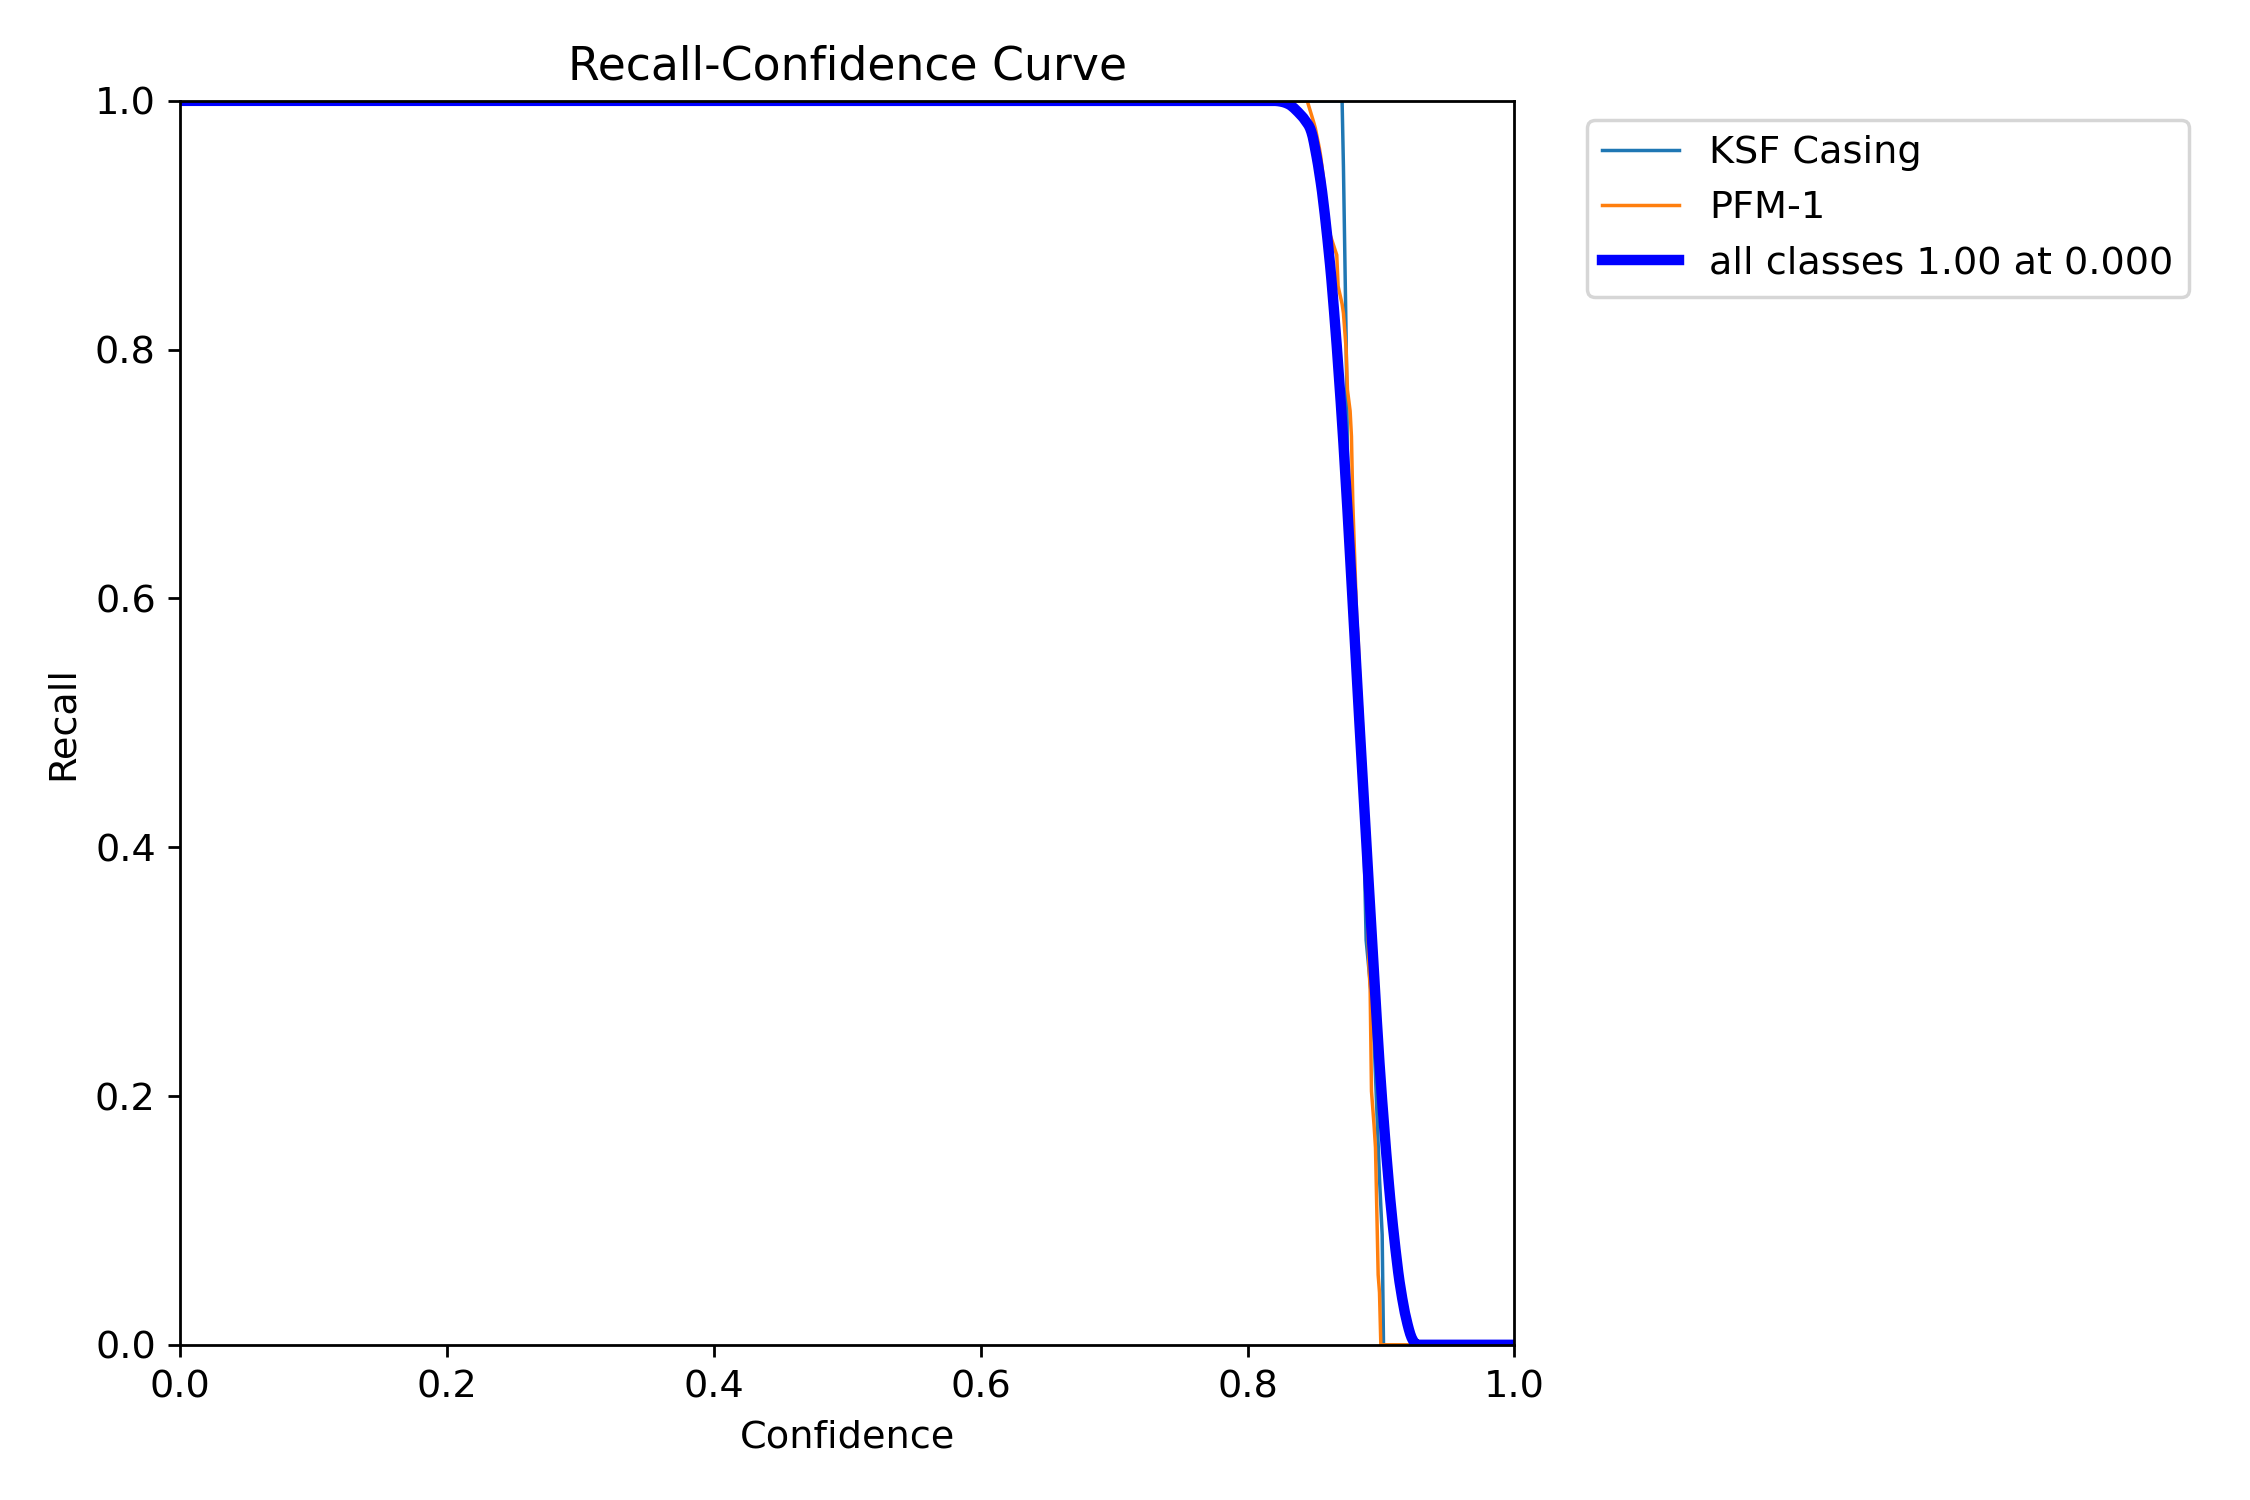 Recall-Confidence Curve
1.0
0.8
0.6
0.4
0.2
0.0
Recall
0.0 0.2 0.4 0.6 0.8 1.0
Confidence
KSF Casing
PFM-1
all classes 1.00 at 0.000